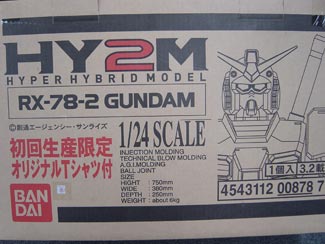 HY2M
HYPER HYBRID MODEL
RX-78-2 GUNDAM
©創通エージェンシー・サンライズ
1/24 SCALE
初回生産限定
オリジナルTシャツ付
INJECTION MOLDING
TECHNICAL BLOW MOLDING
A.G.I.MOLDING
BALL JOINT
SIZE
HIGHT : 750mm
WIDTH : 380mm
DEPTH : 250mm
WEIGHT : about 6kg
BAN
DAI
1個入
3.2
4543112 00878 7